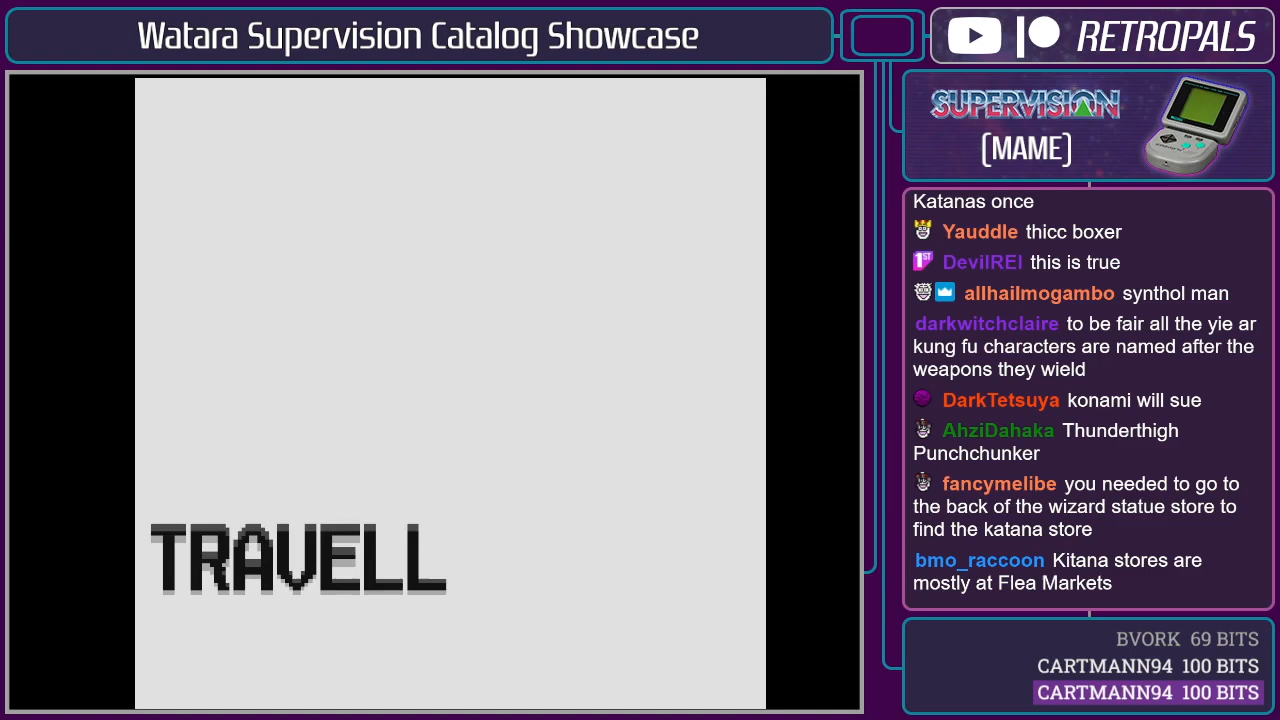 Watara Supervision Catalog Showcase
RETROPALS
SUPERVISION
[MAME]
Katanas once
Yauddle thicc boxer
1ST DevilREI this is true
allhailmogambo synthol man
darkwitchclaire to be fair all the yie ar
kung fu characters are named after the
weapons they wield
DarkTetsuya konami will sue
AhziDahaka Thunderthigh
Punchchunker
fancymelibe you needed to go to
the back of the wizard statue store to
find the katana store
bmo_raccoon Kitana stores are
mostly at Flea Markets
TRAVELL
BVORK 69 BITS
CARTMANN94 100 BITS
CARTMANN94 100 BITS